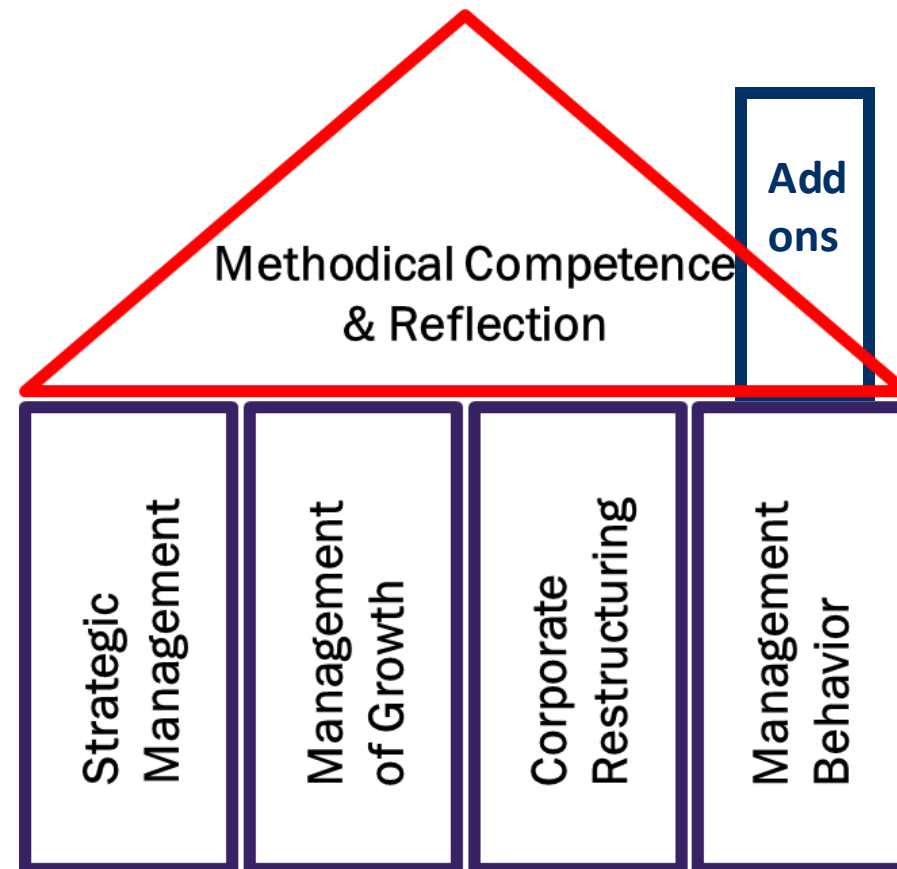 Add
ons
Methodical Competence
& Reflection
Strategic
Management
Management
of Growth
Corporate
Restructuring
Management
Behavior